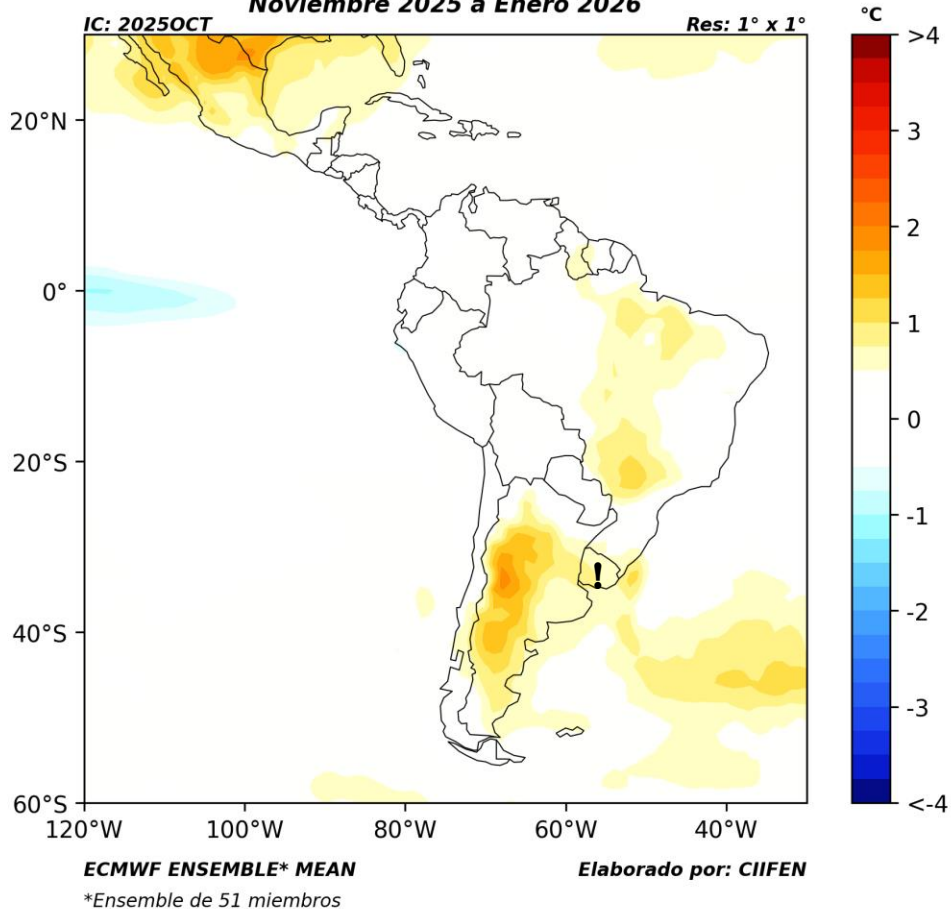 Noviembre 2025 a Enero 2026
IC: 2025OCT
Res: 1° x 1°
°C
>4
3
2
1
0
-1
-2
-3
<-4
20°N
0°
20°S
40°S
60°S
120°W
100°W
80°W
60°W
40°W
!
ECMWF ENSEMBLE* MEAN
Elaborado por: CIIFEN
*Ensemble de 51 miembros